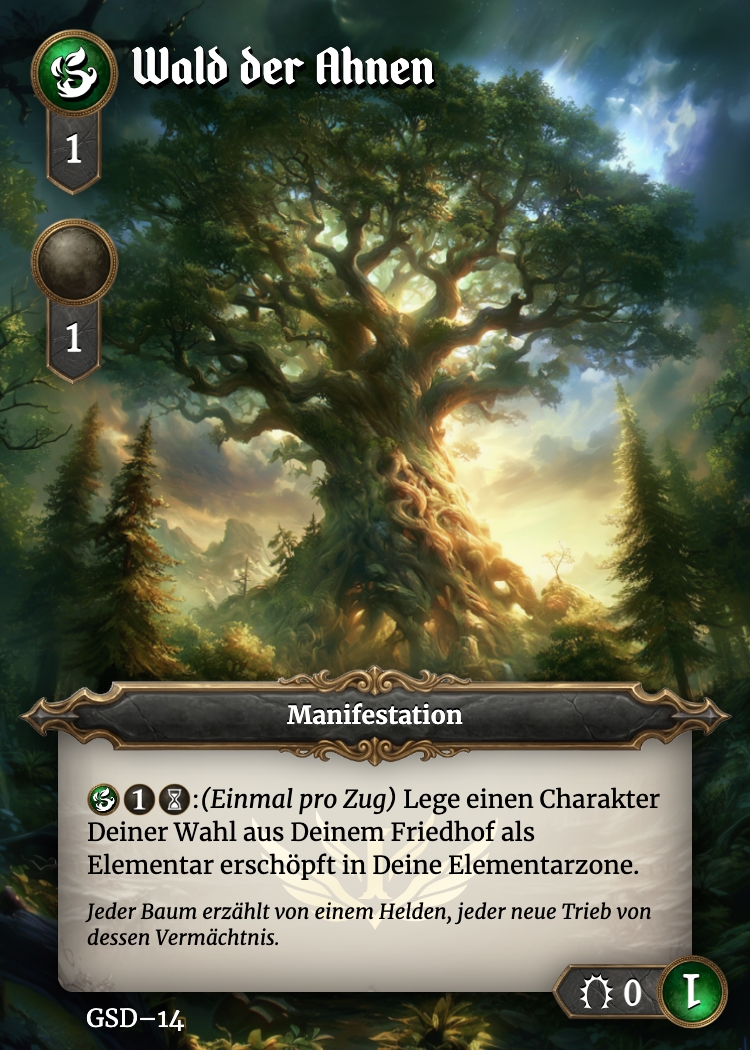 Wald der Ahnen
1
1
Manifestation
1 : (Einmal pro Zug) Lege einen Charakter
Deiner Wahl aus Deinem Friedhof als
Elementar erschöpft in Deine Elementarzone.
Jeder Baum erzählt von einem Helden, jeder neue Trieb von
dessen Vermächtnis.
0 1
GSD–14